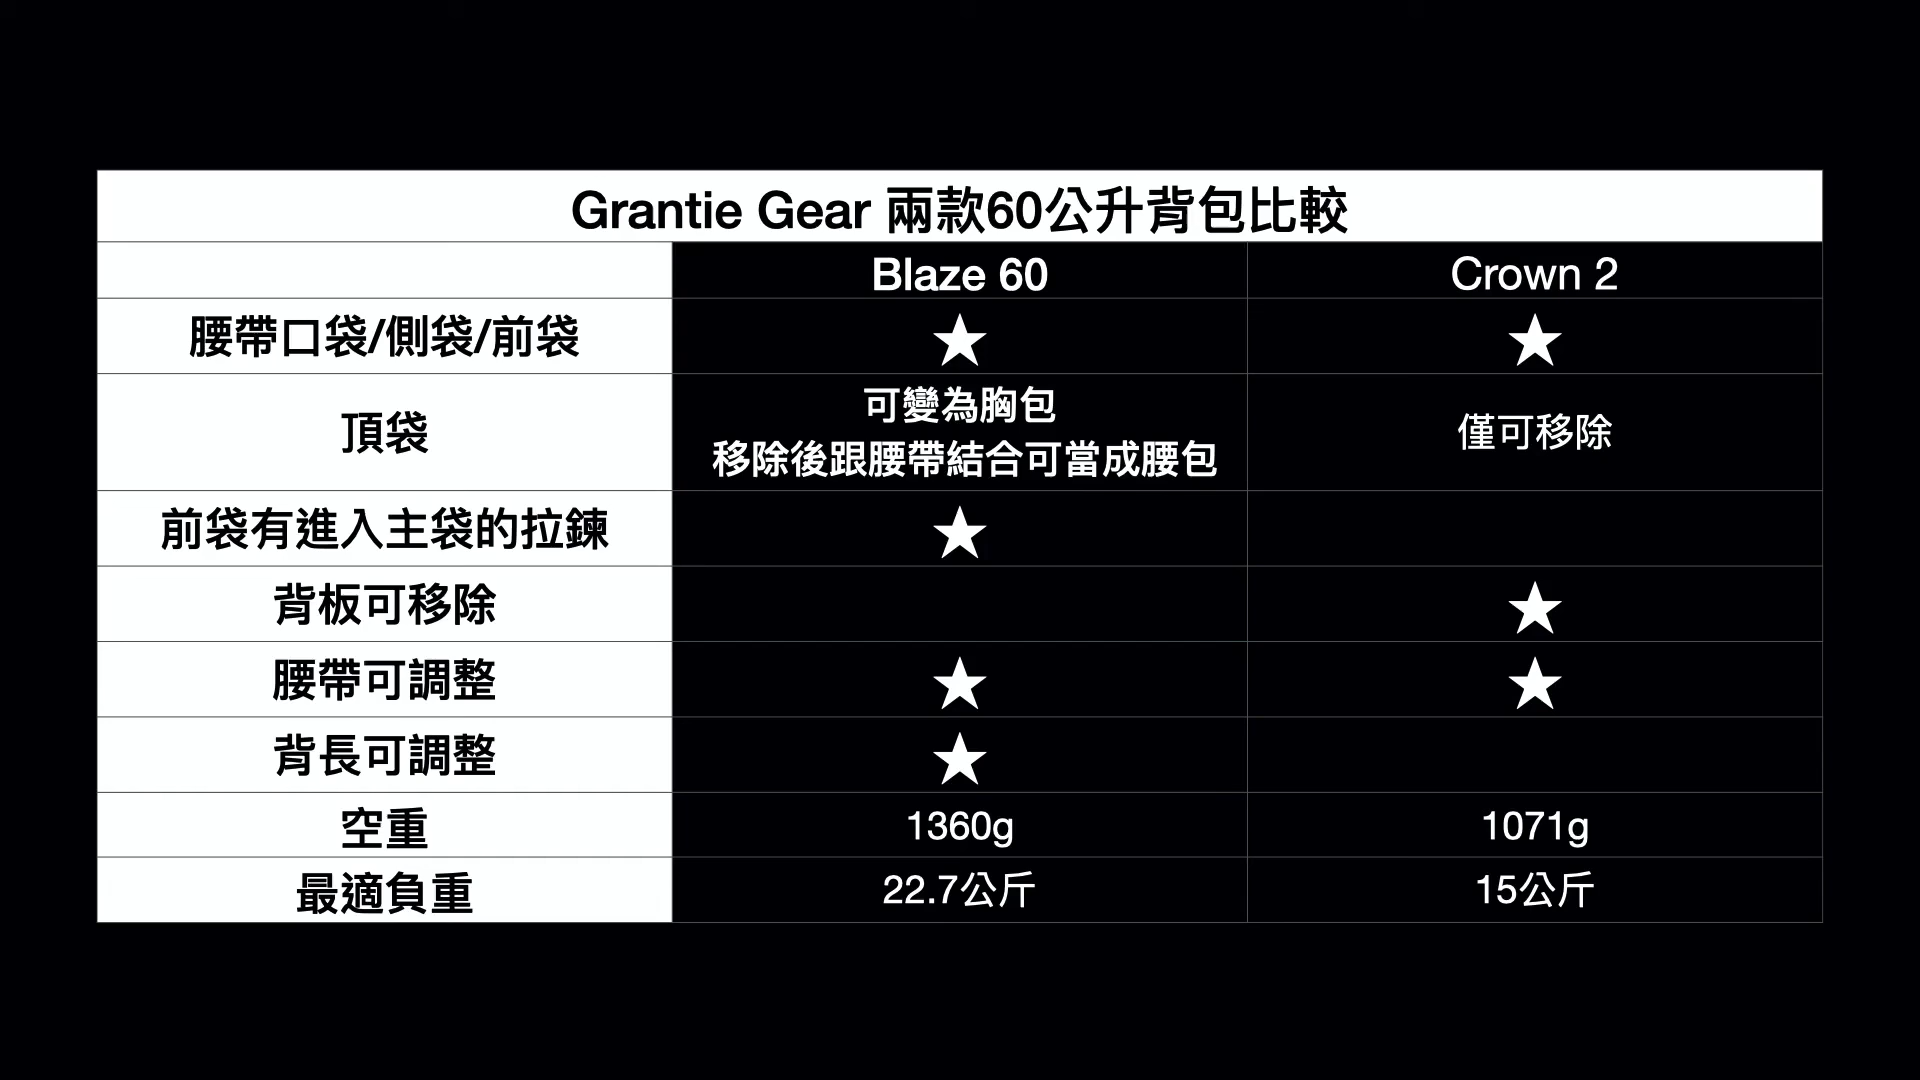 Grantie Gear 兩款60公升背包比較
Blaze 60
Crown 2
腰帶口袋/側袋/前袋
★
★
頂袋
可變為胸包
移除後跟腰帶結合可當成腰包
僅可移除
前袋有進入主袋的拉鍊
★
背板可移除
★
腰帶可調整
★
★
背長可調整
★
空重
1360g
1071g
最適負重
22.7公斤
15公斤